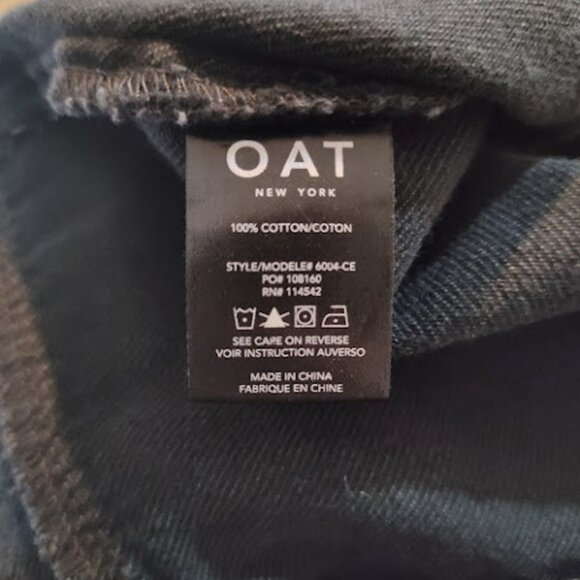 OAT
NEW YORK
100% COTTON/COTON
STYLE/MODELE# 6004-CE
PO# 108160
RN# 114542
SEE CARE ON REVERSE
VOIR INSTRUCTION AUVERSO
MADE IN CHINA
FABRIQUE EN CHINE